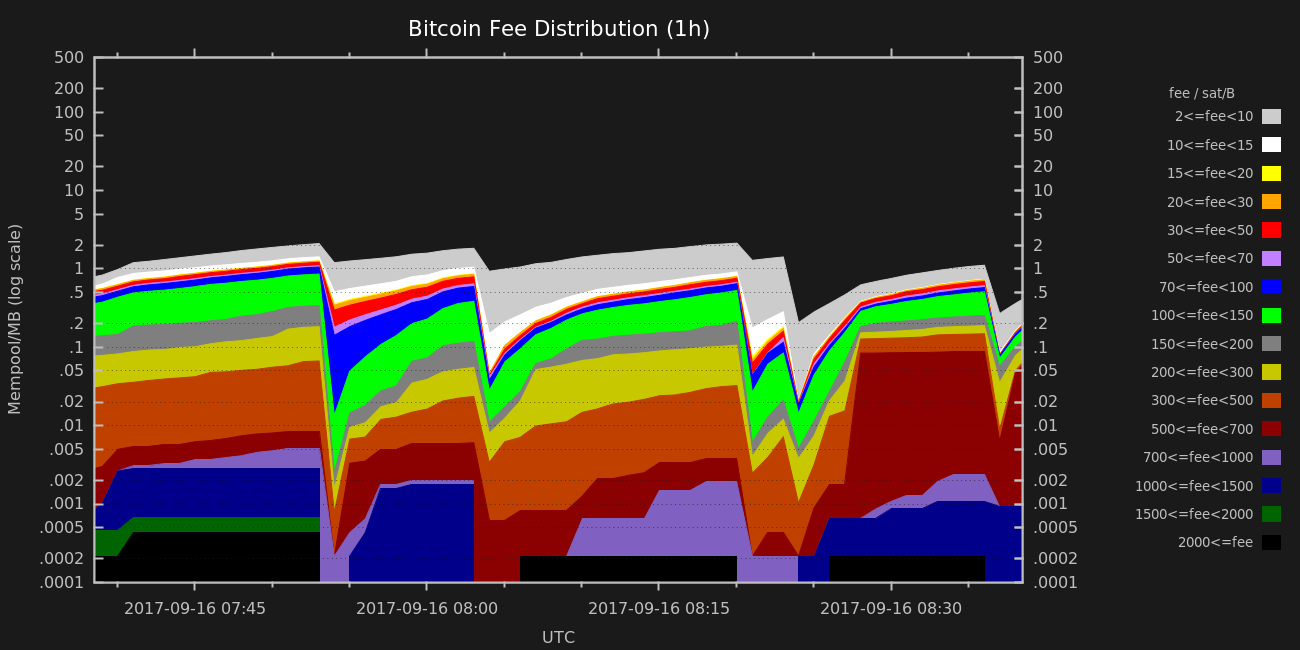 Bitcoin Fee Distribution (1h)
Mempool/MB (log scale)
500
200
100
50
20
10
5
2
1
.5
.2
.1
.05
.02
.01
.005
.002
.001
.0005
.0002
.0001
500
200
100
50
20
10
5
2
1
.5
.2
.1
.05
.02
.01
.005
.002
.001
.0005
.0002
.0001
2017-09-16 07:45
2017-09-16 08:00
2017-09-16 08:15
2017-09-16 08:30
UTC
fee / sat/B
2<=fee<10
10<=fee<15
15<=fee<20
20<=fee<30
30<=fee<50
50<=fee<70
70<=fee<100
100<=fee<150
150<=fee<200
200<=fee<300
300<=fee<500
500<=fee<700
700<=fee<1000
1000<=fee<1500
1500<=fee<2000
2000<=fee